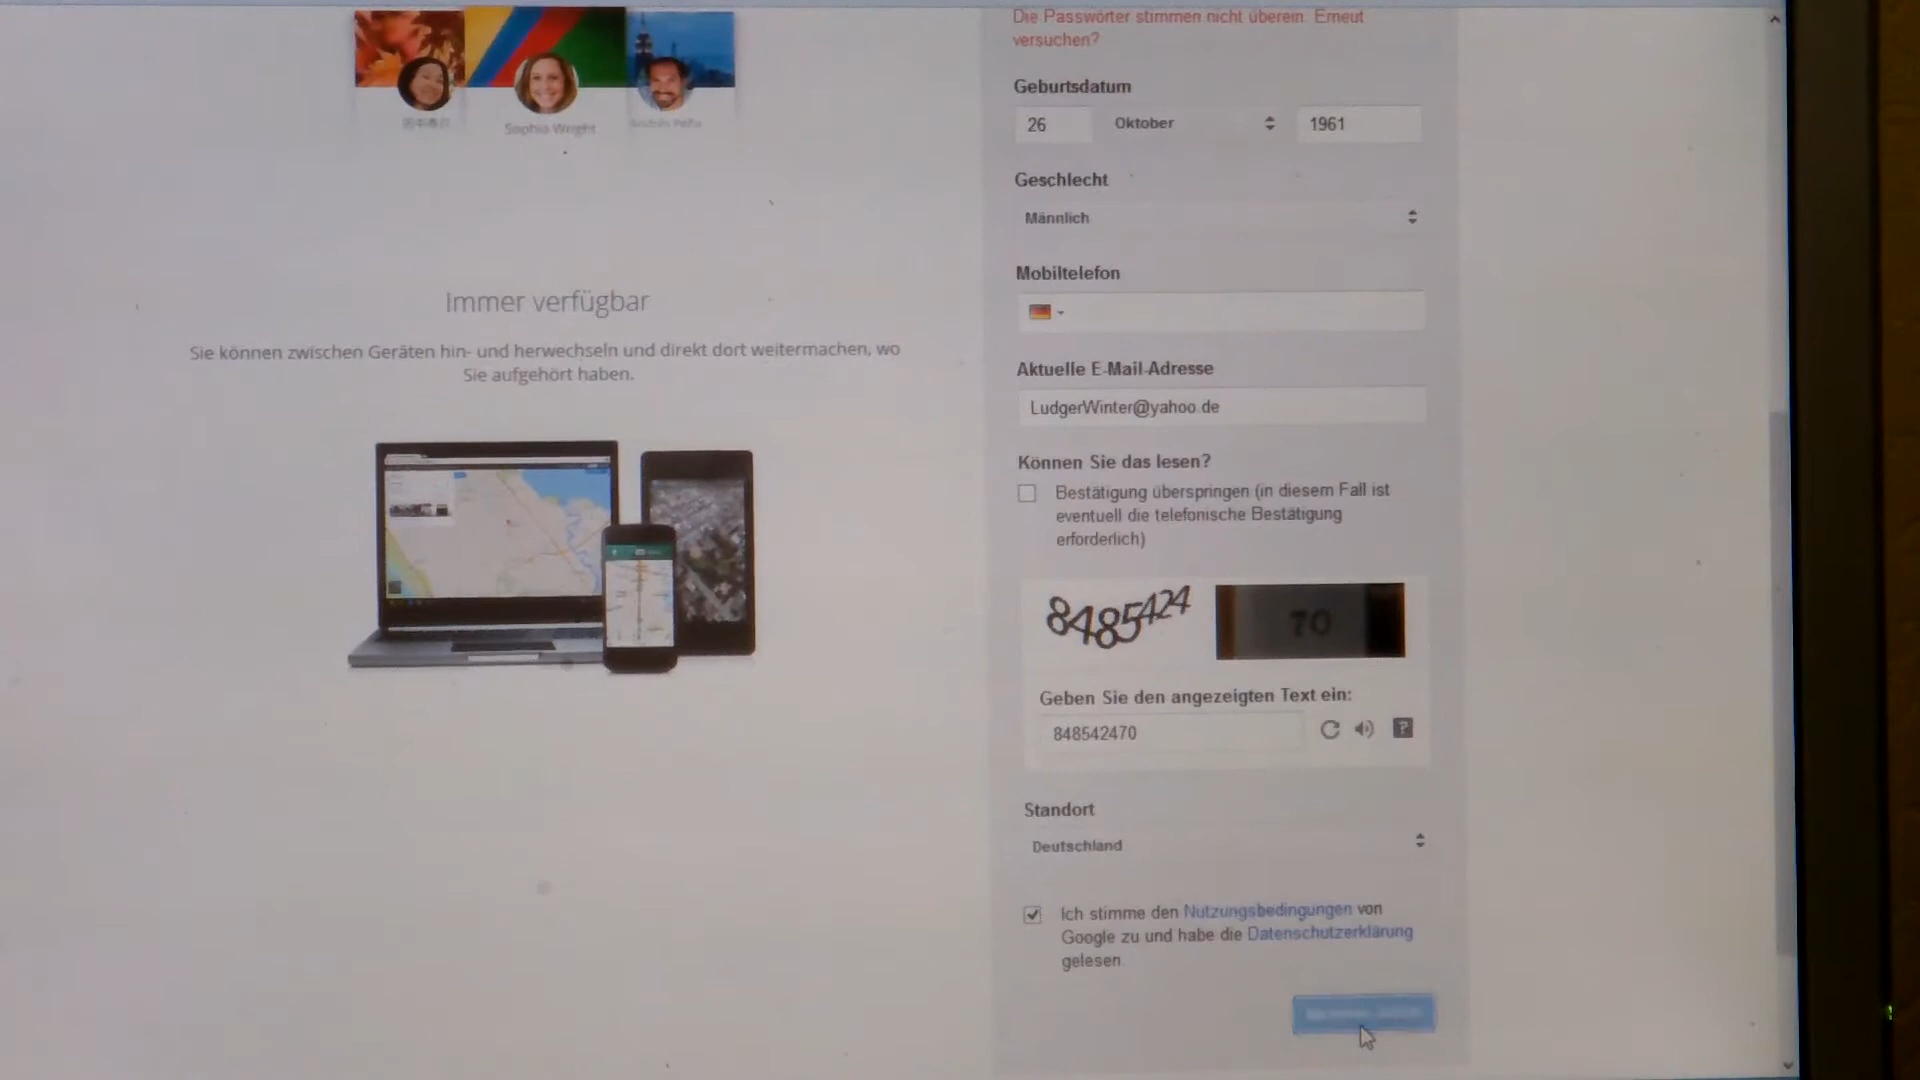 Sophia Wright
Immer verfügbar
Sie können zwischen Geräten hin- und herwechseln und direkt dort weitermachen, wo
Sie aufgehört haben.
Die Passwörter stimmen nicht überein. Erneut
versuchen?
Geburtsdatum
26 Oktober 1961
Geschlecht
Männlich
Mobiltelefon
Aktuelle E-Mail-Adresse
LudgerWinter@yahoo.de
Können Sie das lesen?
Bestätigung überspringen (in diesem Fall ist
eventuell die telefonische Bestätigung
erforderlich)
8485424 70
Geben Sie den angezeigten Text ein:
848542470
?
Standort
Deutschland
Ich stimme den Nutzungsbedingungen von
Google zu und habe die Datenschutzerklärung
gelesen.